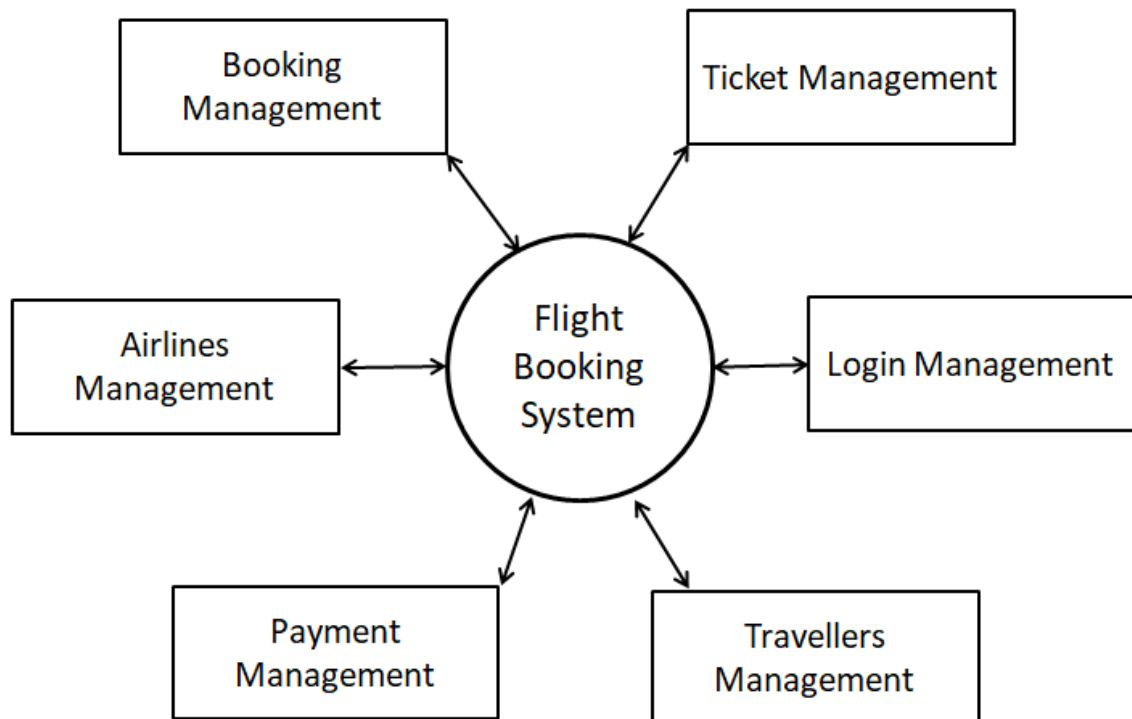 Booking
Management
Ticket Management
Airlines
Management
Flight
Booking
System
Login Management
Payment
Management
Travellers
Management